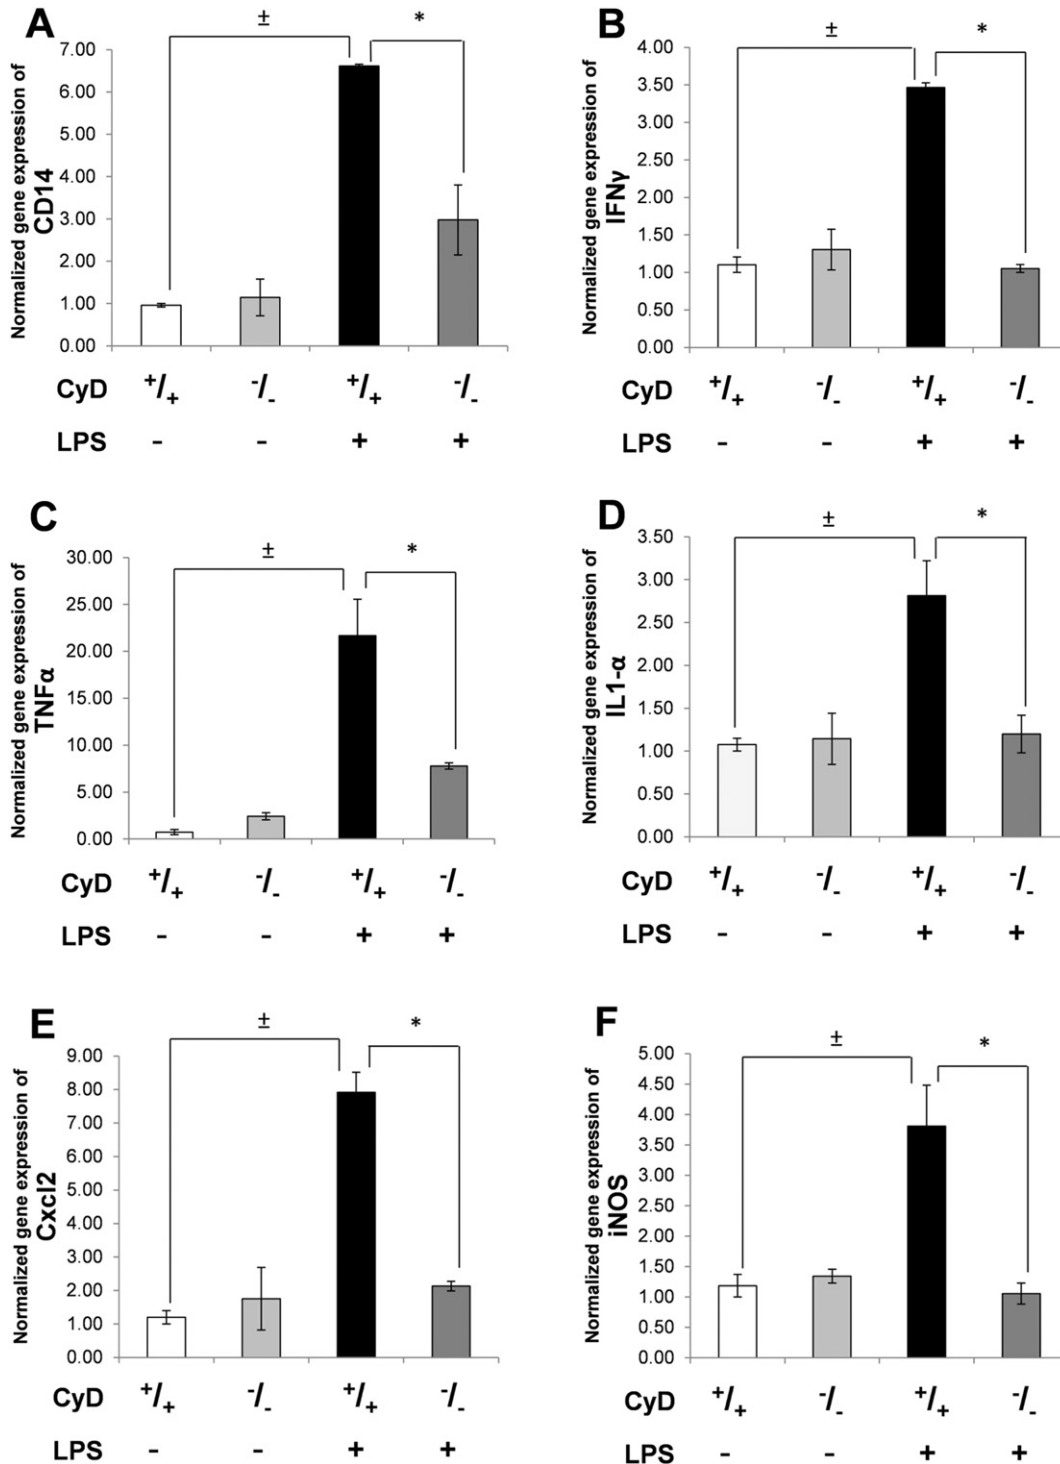 A
B
± *
± *
Normalized gene expression of
CD14
7.00
6.00
5.00
4.00
3.00
2.00
1.00
0.00
CyD +/+ -/- +/+ -/-
LPS - - + +
Normalized gene expression of
IFNγ
4.00
3.50
3.00
2.50
2.00
1.50
1.00
0.50
0.00
CyD +/+ -/- +/+ -/-
LPS - - + +
C
D
± *
± *
Normalized gene expression of
TNFα
30.00
25.00
20.00
15.00
10.00
5.00
0.00
CyD +/+ -/- +/+ -/-
LPS - - + +
Normalized gene expression of
IL1-α
3.50
3.00
2.50
2.00
1.50
1.00
0.50
0.00
CyD +/+ -/- +/+ -/-
LPS - - + +
E
F
± *
± *
Normalized gene expression of
Cxcl2
9.00
8.00
7.00
6.00
5.00
4.00
3.00
2.00
1.00
0.00
CyD +/+ -/- +/+ -/-
LPS - - + +
Normalized gene expression of
iNOS
5.00
4.50
4.00
3.50
3.00
2.50
2.00
1.50
1.00
0.50
0.00
CyD +/+ -/- +/+ -/-
LPS - - + +